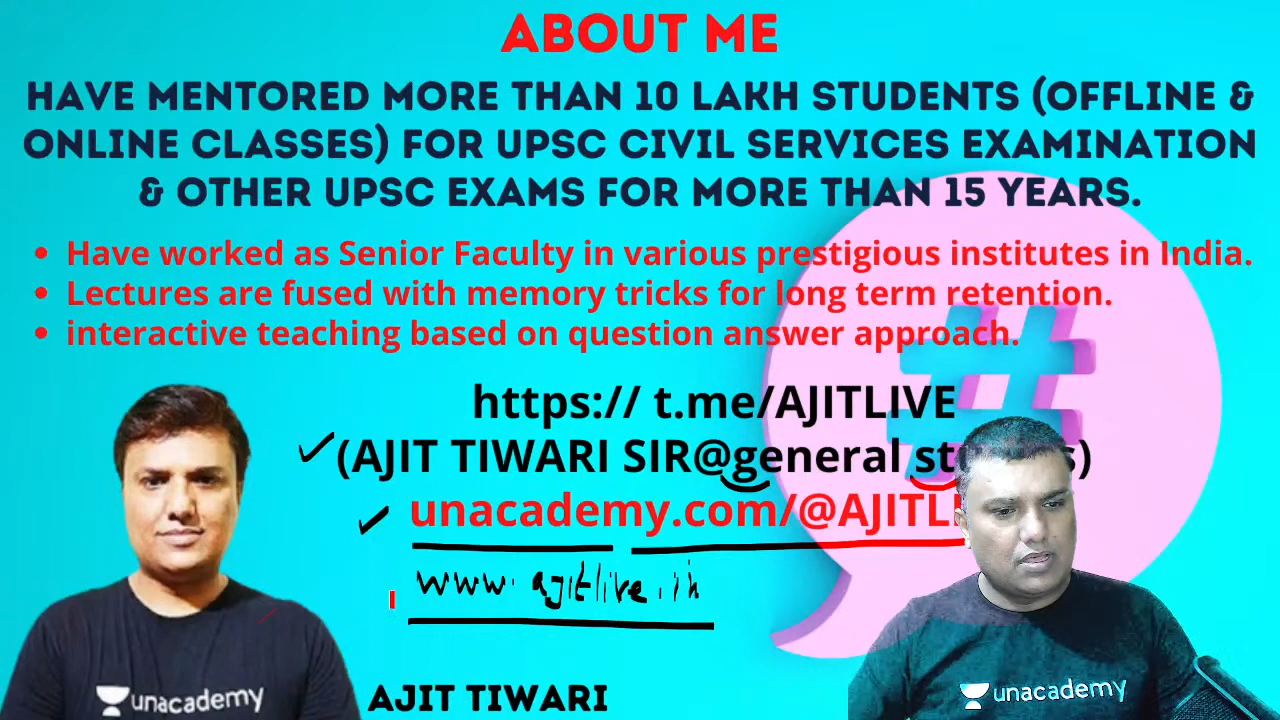 ABOUT ME
HAVE MENTORED MORE THAN 10 LAKH STUDENTS (OFFLINE &
ONLINE CLASSES) FOR UPSC CIVIL SERVICES EXAMINATION
& OTHER UPSC EXAMS FOR MORE THAN 15 YEARS.
• Have worked as Senior Faculty in various prestigious institutes in India.
• Lectures are fused with memory tricks for long term retention.
• interactive teaching based on question answer approach.
https:// t.me/AJITLIVE
(AJIT TIWARI SIR@general
unacademy.com/
www.ajitlive.in
unacademy
AJIT TIWARI
unacademy